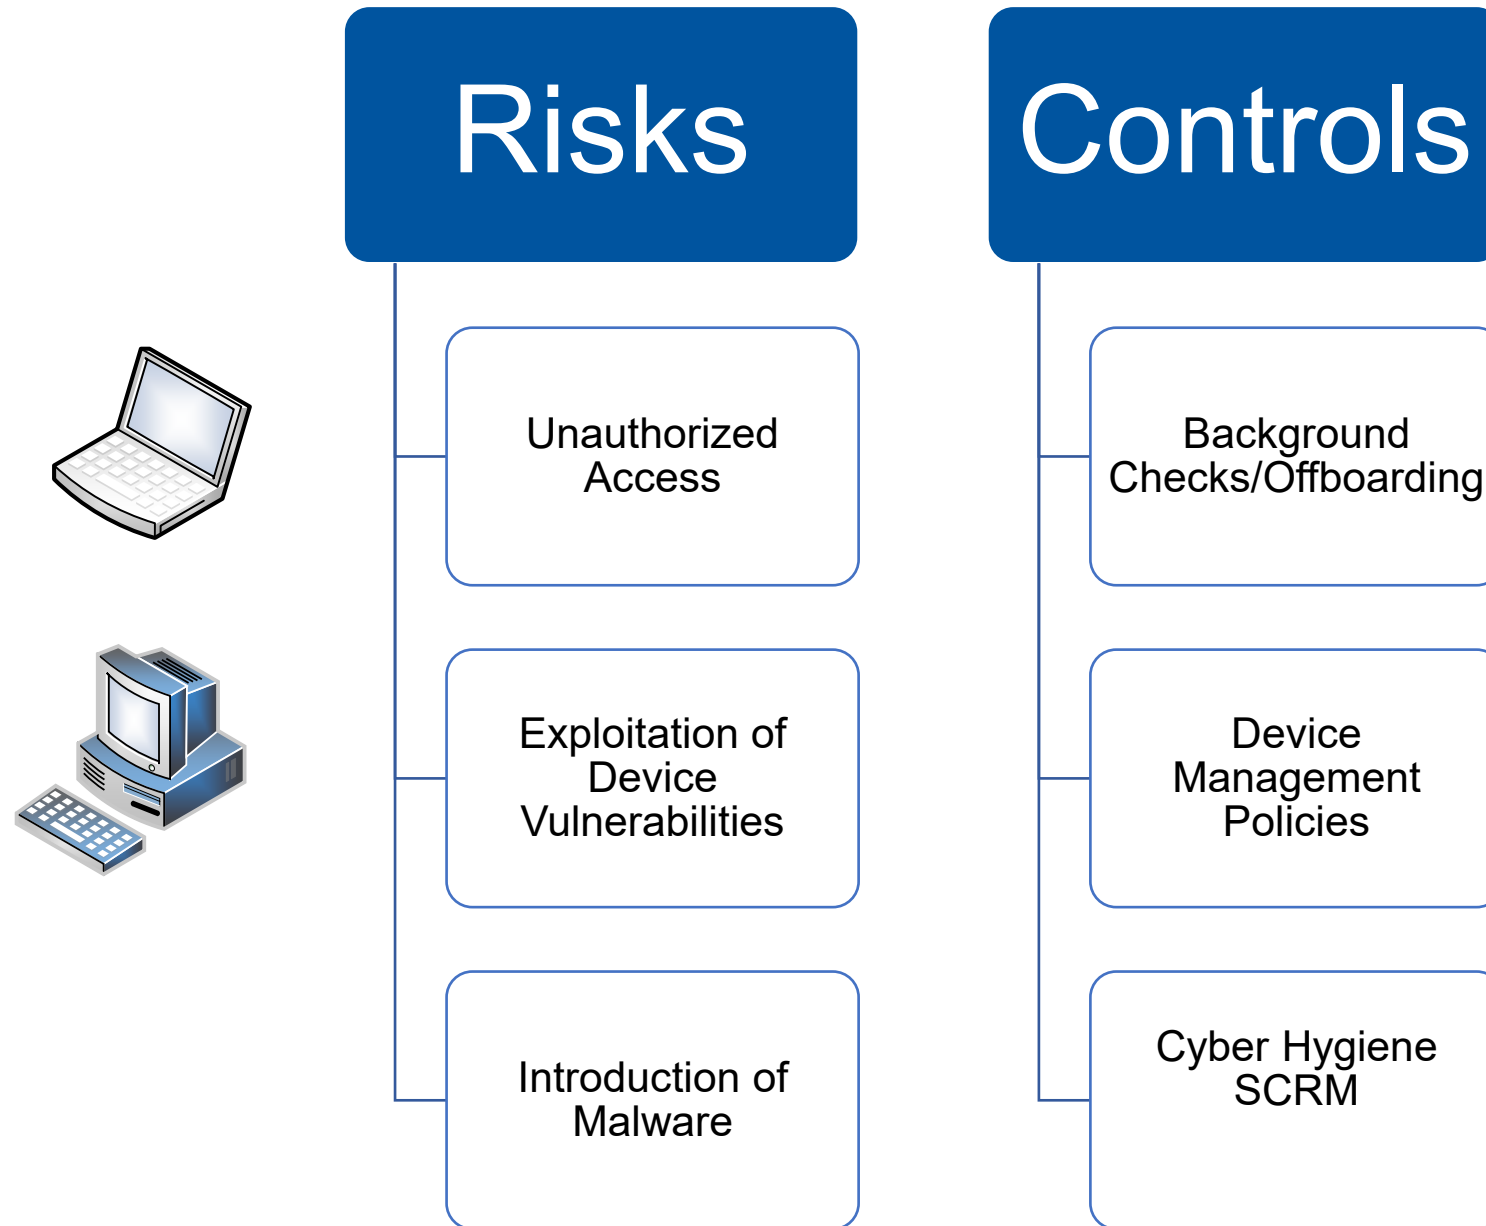 Risks
Unauthorized
Access
Exploitation of
Device
Vulnerabilities
Introduction of
Malware
Controls
Background
Checks/Offboarding
Device
Management
Policies
Cyber Hygiene
SCRM